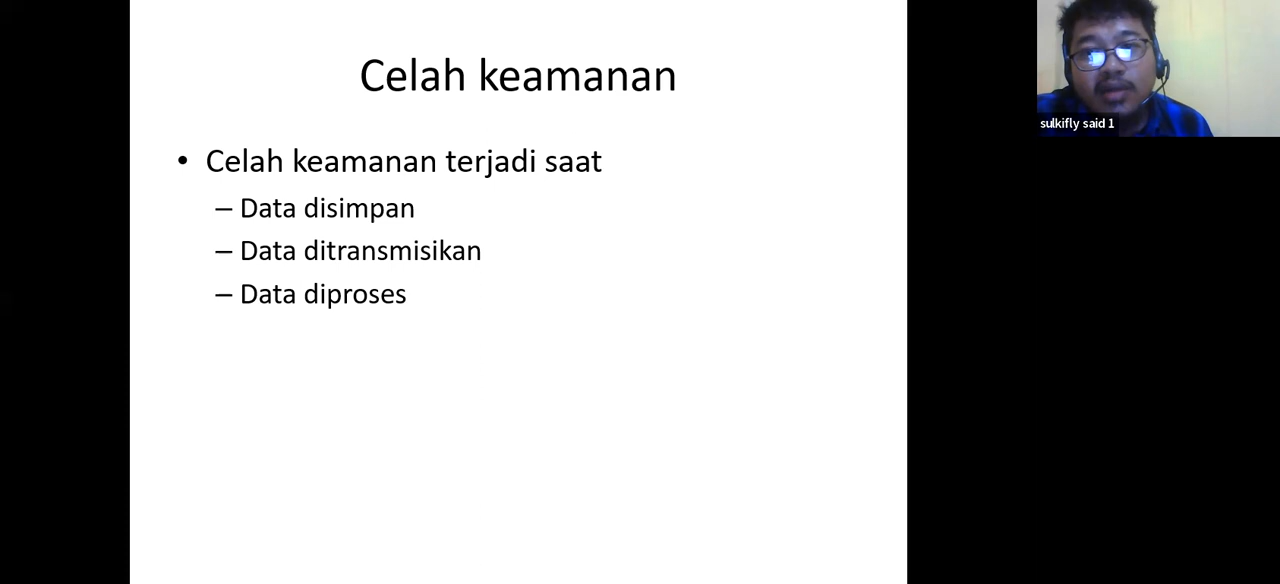 Celah keamanan
• Celah keamanan terjadi saat
– Data disimpan
– Data ditransmisikan
– Data diproses
sulkifly said 1